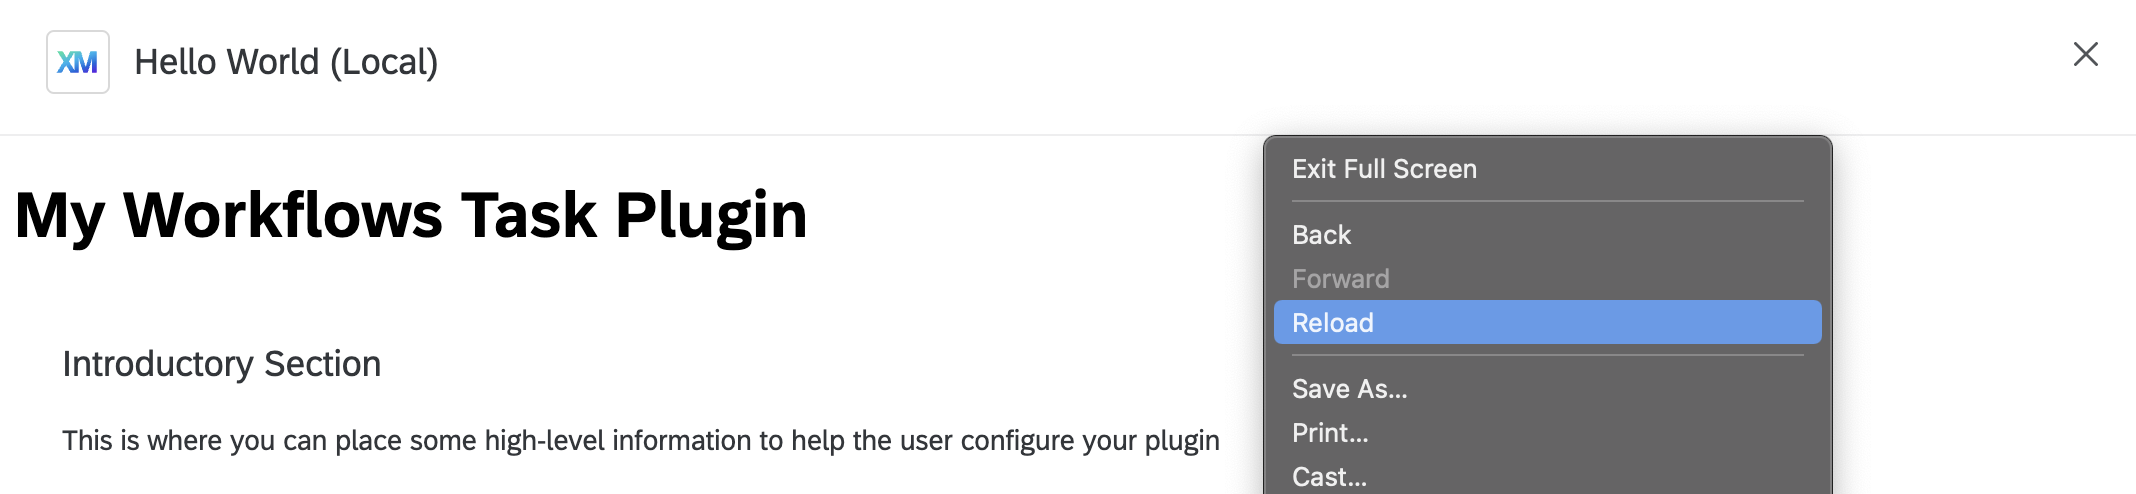 XM Hello World (Local)
My Workflows Task Plugin
Introductory Section
This is where you can place some high-level information to help the user configure your plugin
Exit Full Screen
Back
Forward
Reload
Save As...
Print...
Cast...